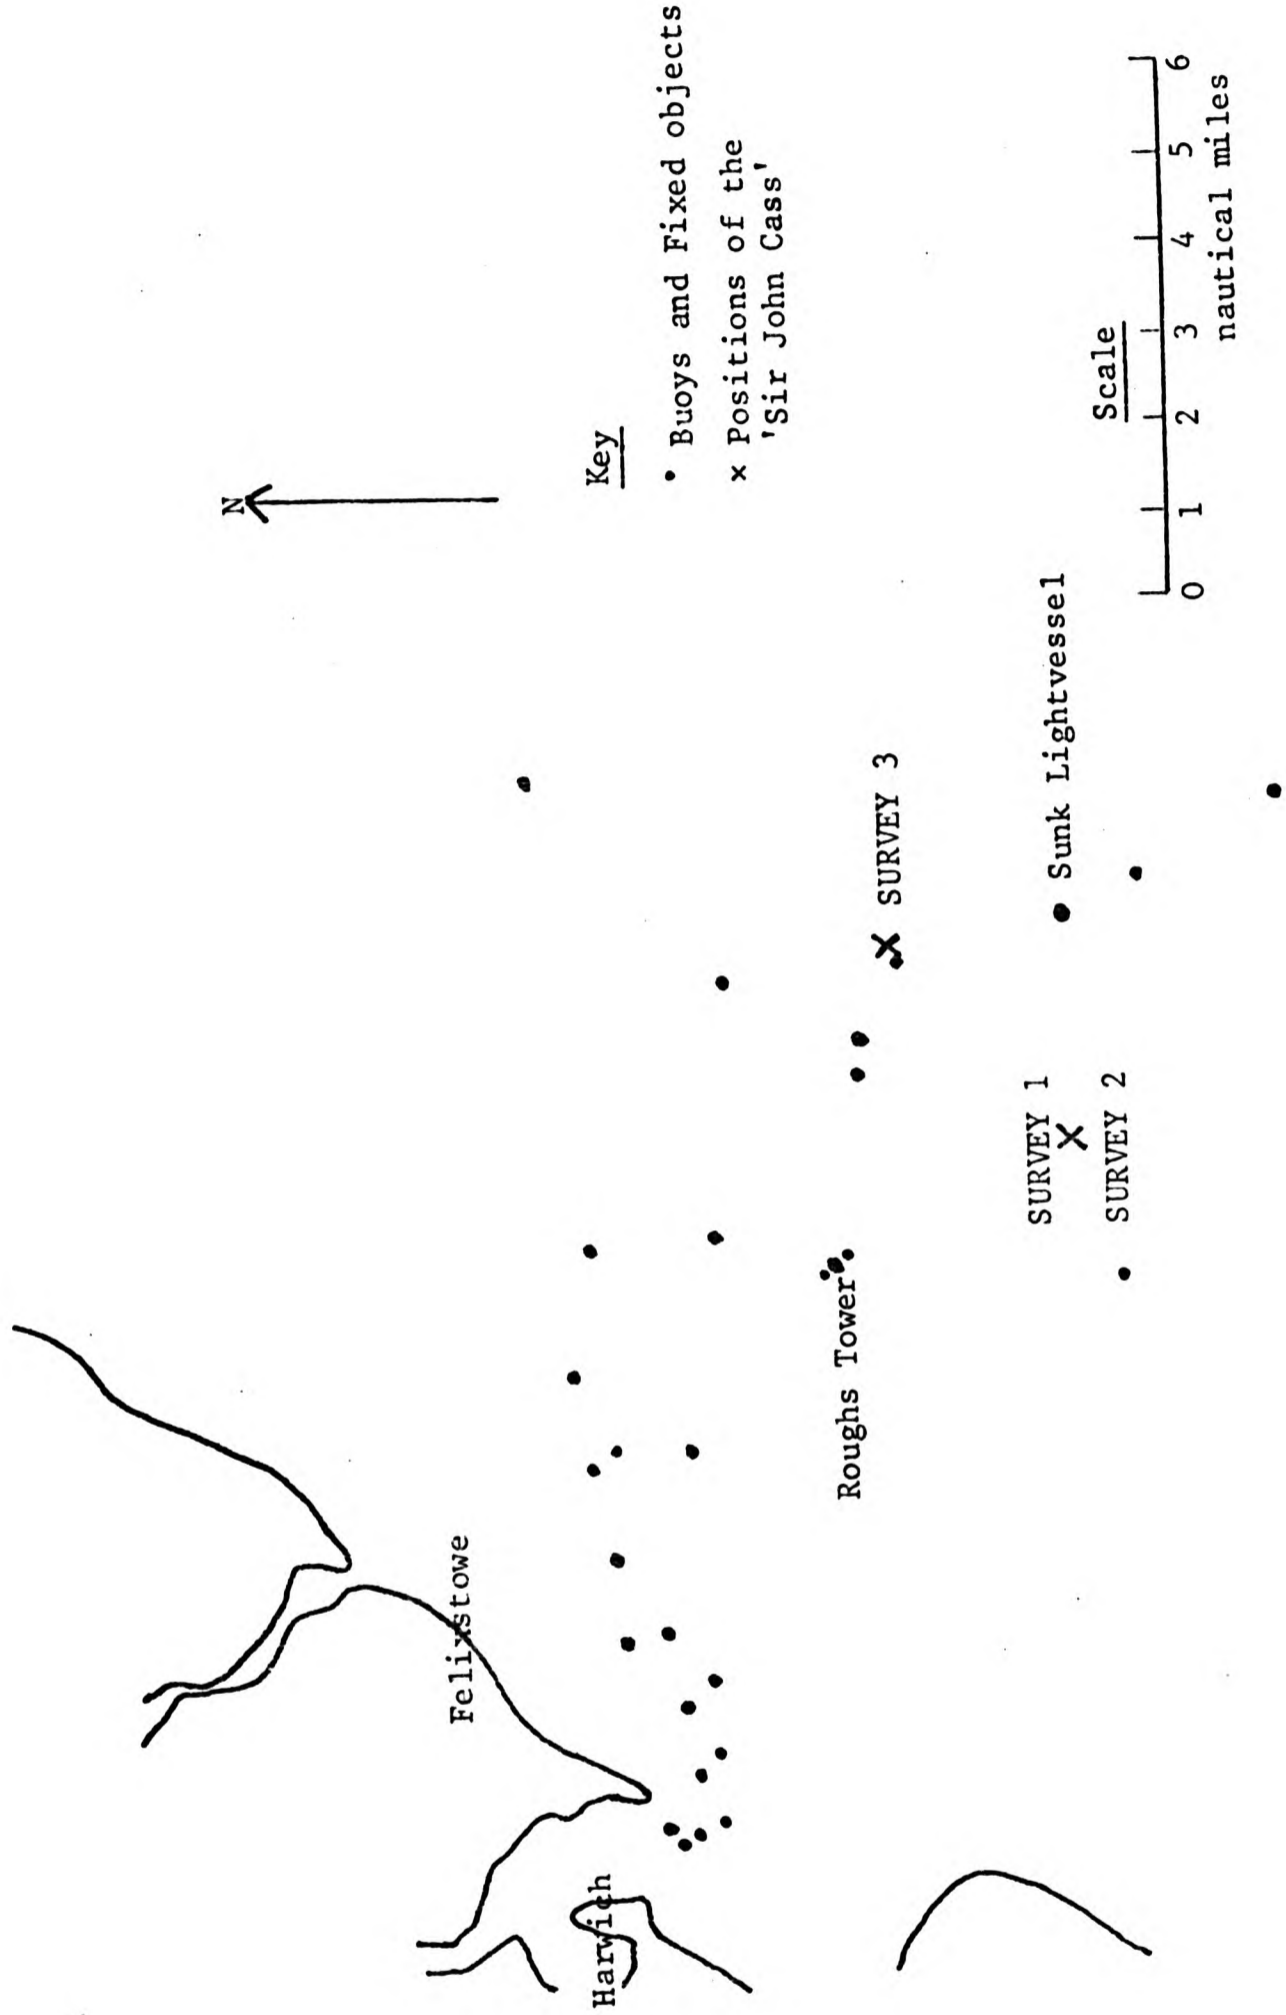 N
Key
• Buoys and Fixed objects
x Positions of the
'Sir John Cass'
Felixstowe
Harwich
Roughs Tower
X SURVEY 3
SURVEY 1
X
SURVEY 2
Sunk Lightvessel
Scale
0 1 2 3 4 5 6
nautical miles